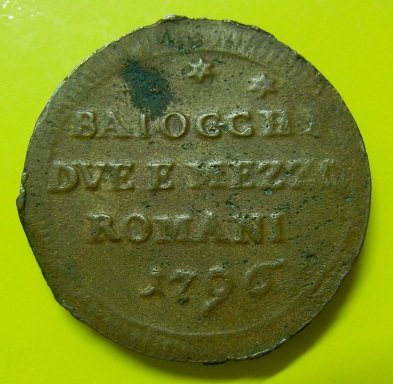 BAIOCCHI
DVE E MEZZO
ROMANI
1796